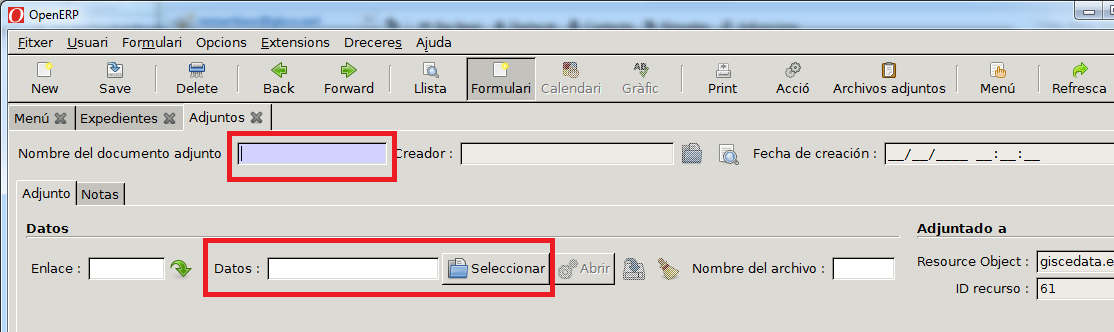 OpenERP
Fitxer Usuari Formulari Opcions Extensions Dreceres Ajuda
New Save Delete Back Forward Llista Formulari Calendari Gràfic Print Acció Archivos adjuntos Menú Refresca
Menú Expedientes Adjuntos
Nombre del documento adjunto Creador : Fecha de creación : __/__/____ __:__:__
Adjunto Notas
Datos Adjuntado a
Enlace : Datos : Seleccionar Abrir Nombre del archivo : Resource Object : giscedata.e
ID recurso : 61